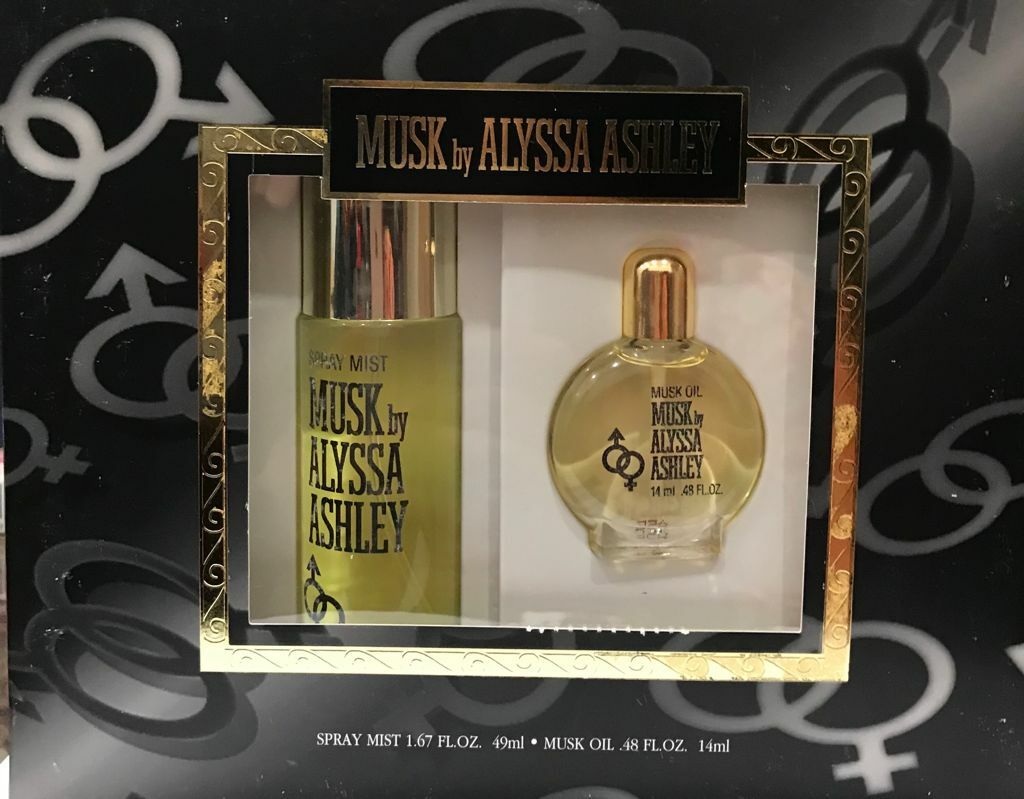 MUSK by ALYSSA ASHLEY
SPRAY MIST
MUSK by
ALYSSA
ASHLEY
MUSK OIL
MUSK by
ALYSSA
ASHLEY
14 ml .48 FL.OZ.
SPRAY MIST 1.67 FL.OZ. 49ml • MUSK OIL .48 FL.OZ. 14ml